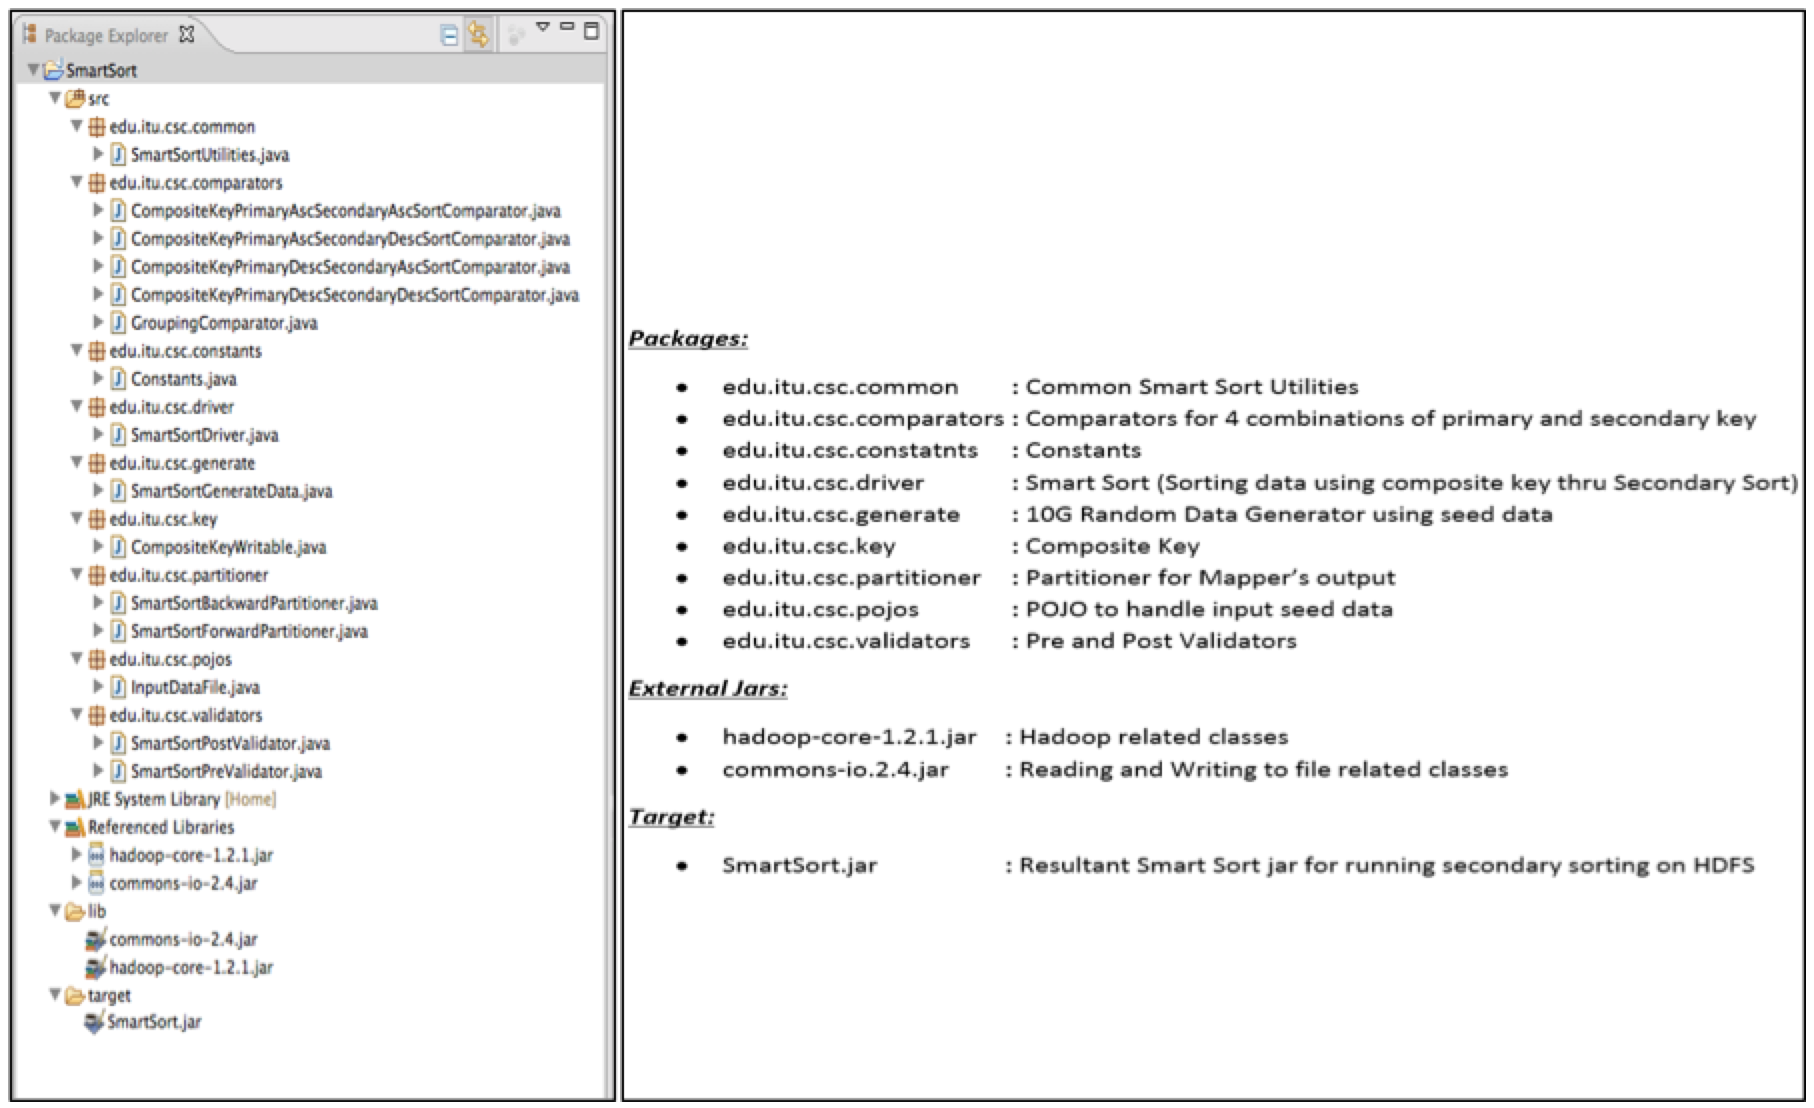 Package Explorer
SmartSort
src
edu.itu.csc.common
SmartSortUtilities.java
edu.itu.csc.comparators
CompositeKeyPrimaryAscSecondaryAscSortComparator.java
CompositeKeyPrimaryAscSecondaryDescSortComparator.java
CompositeKeyPrimaryDescSecondaryAscSortComparator.java
CompositeKeyPrimaryDescSecondaryDescSortComparator.java
GroupingComparator.java
edu.itu.csc.constants
Constants.java
edu.itu.csc.driver
SmartSortDriver.java
edu.itu.csc.generate
SmartSortGenerateData.java
edu.itu.csc.key
CompositeKeyWritable.java
edu.itu.csc.partitioner
SmartSortBackwardPartitioner.java
SmartSortForwardPartitioner.java
edu.itu.csc.pojos
InputDataFile.java
edu.itu.csc.validators
SmartSortPostValidator.java
SmartSortPreValidator.java
JRE System Library [Home]
Referenced Libraries
hadoop-core-1.2.1.jar
commons-io-2.4.jar
lib
commons-io-2.4.jar
hadoop-core-1.2.1.jar
target
SmartSort.jar
Packages:
• edu.itu.csc.common : Common Smart Sort Utilities
• edu.itu.csc.comparators : Comparators for 4 combinations of primary and secondary key
• edu.itu.csc.constatnts : Constants
• edu.itu.csc.driver : Smart Sort (Sorting data using composite key thru Secondary Sort)
• edu.itu.csc.generate : 10G Random Data Generator using seed data
• edu.itu.csc.key : Composite Key
• edu.itu.csc.partitioner : Partitioner for Mapper's output
• edu.itu.csc.pojos : POJO to handle input seed data
• edu.itu.csc.validators : Pre and Post Validators
External Jars:
• hadoop-core-1.2.1.jar : Hadoop related classes
• commons-io.2.4.jar : Reading and Writing to file related classes
Target:
• SmartSort.jar : Resultant Smart Sort jar for running secondary sorting on HDFS